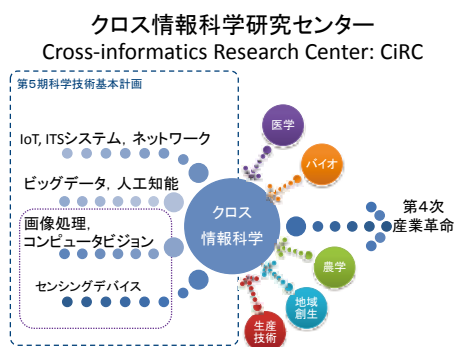 クロス情報科学研究センター
Cross-informatics Research Center: CiRC
第５期科学技術基本計画
IoT, ITSシステム，ネットワーク
ビッグデータ，人工知能
画像処理，
コンピュータビジョン
センシングデバイス
クロス
情報科学
医学
バイオ
農学
地域
創生
生産
技術
第４次
産業革命